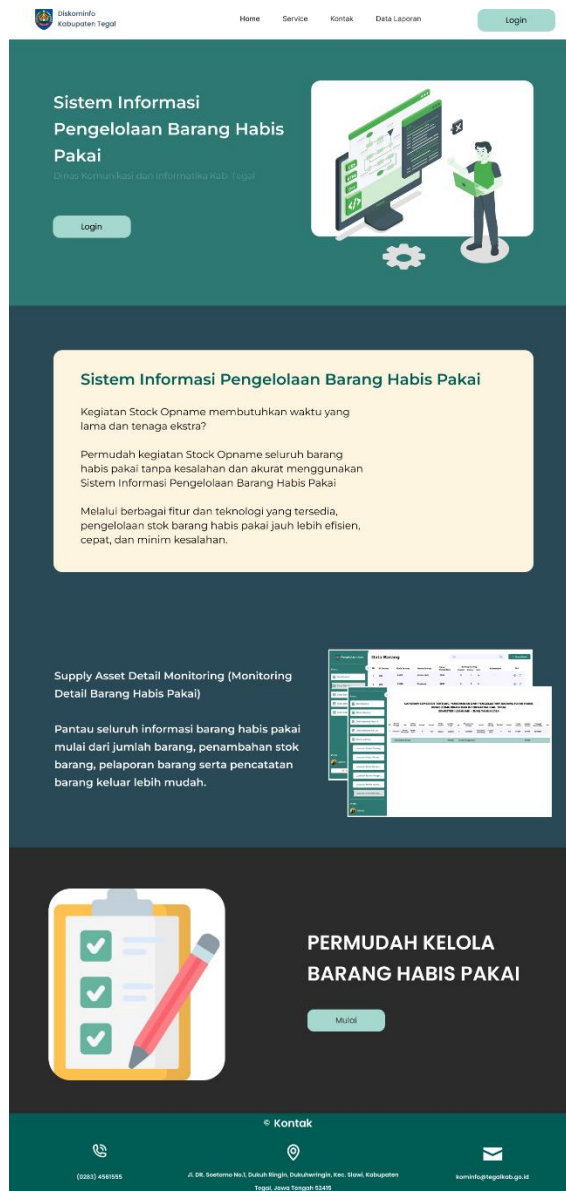 Diskominfo
Kabupaten Tegal
Home Service Kontak Data Laporan Login
Sistem Informasi
Pengelolaan Barang Habis
Pakai
Dinas Komunikasi dan Informatika Kab Tegal
Login
Sistem Informasi Pengelolaan Barang Habis Pakai
Kegiatan Stock Opname membutuhkan waktu yang
lama dan tenaga ekstra?
Permudah kegiatan Stock Opname seluruh barang
habis pakai tanpa kesalahan dan akurat menggunakan
Sistem Informasi Pengelolaan Barang Habis Pakai
Melalui berbagai fitur dan teknologi yang tersedia,
pengelolaan stok barang habis pakai jauh lebih efisien,
cepat, dan minim kesalahan.
Supply Asset Detail Monitoring (Monitoring
Detail Barang Habis Pakai)
Pantau seluruh informasi barang habis pakai
mulai dari jumlah barang, penambahan stok
barang, pelaporan barang serta pencatatan
barang keluar lebih mudah.
Data Barang
PERMUDAH KELOLA
BARANG HABIS PAKAI
Mulai
© Kontak
(0283) 4561555
Jl. DR. Soetomo No.1, Dukuh Ringin, Dukuhwringin, Kec. Slawi, Kabupaten
Tegal, Jawa Tengah 52415
kominfo@tegalkab.go.id